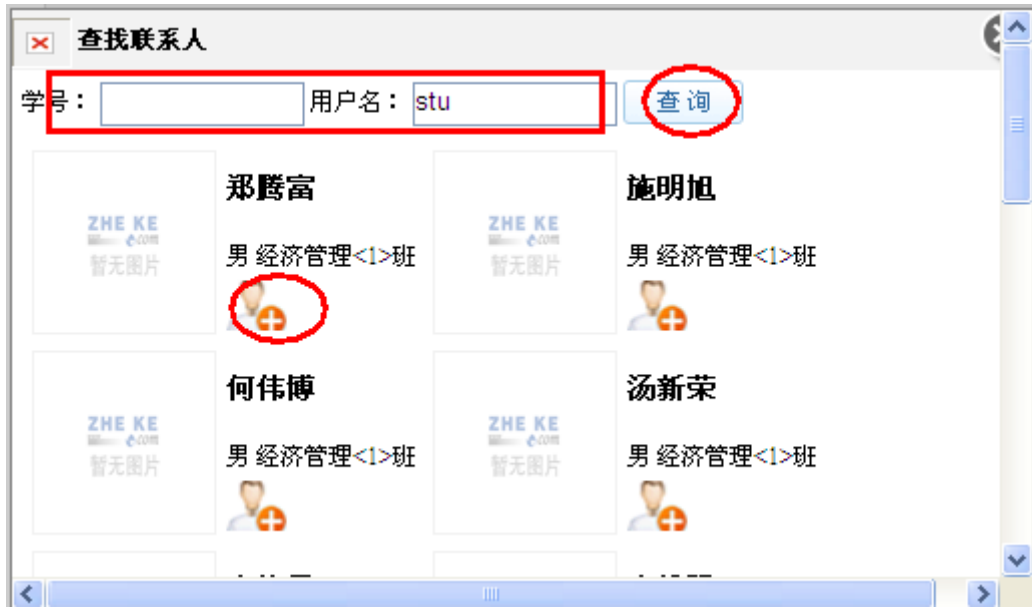 查找联系人
学号： 用户名： stu 查 询
郑腾富 施明旭
ZHE KE ZHE KE
男 经济管理<1>班 男 经济管理<1>班
暂无图片 暂无图片
何伟博 汤新荣
ZHE KE ZHE KE
男 经济管理<1>班 男 经济管理<1>班
暂无图片 暂无图片